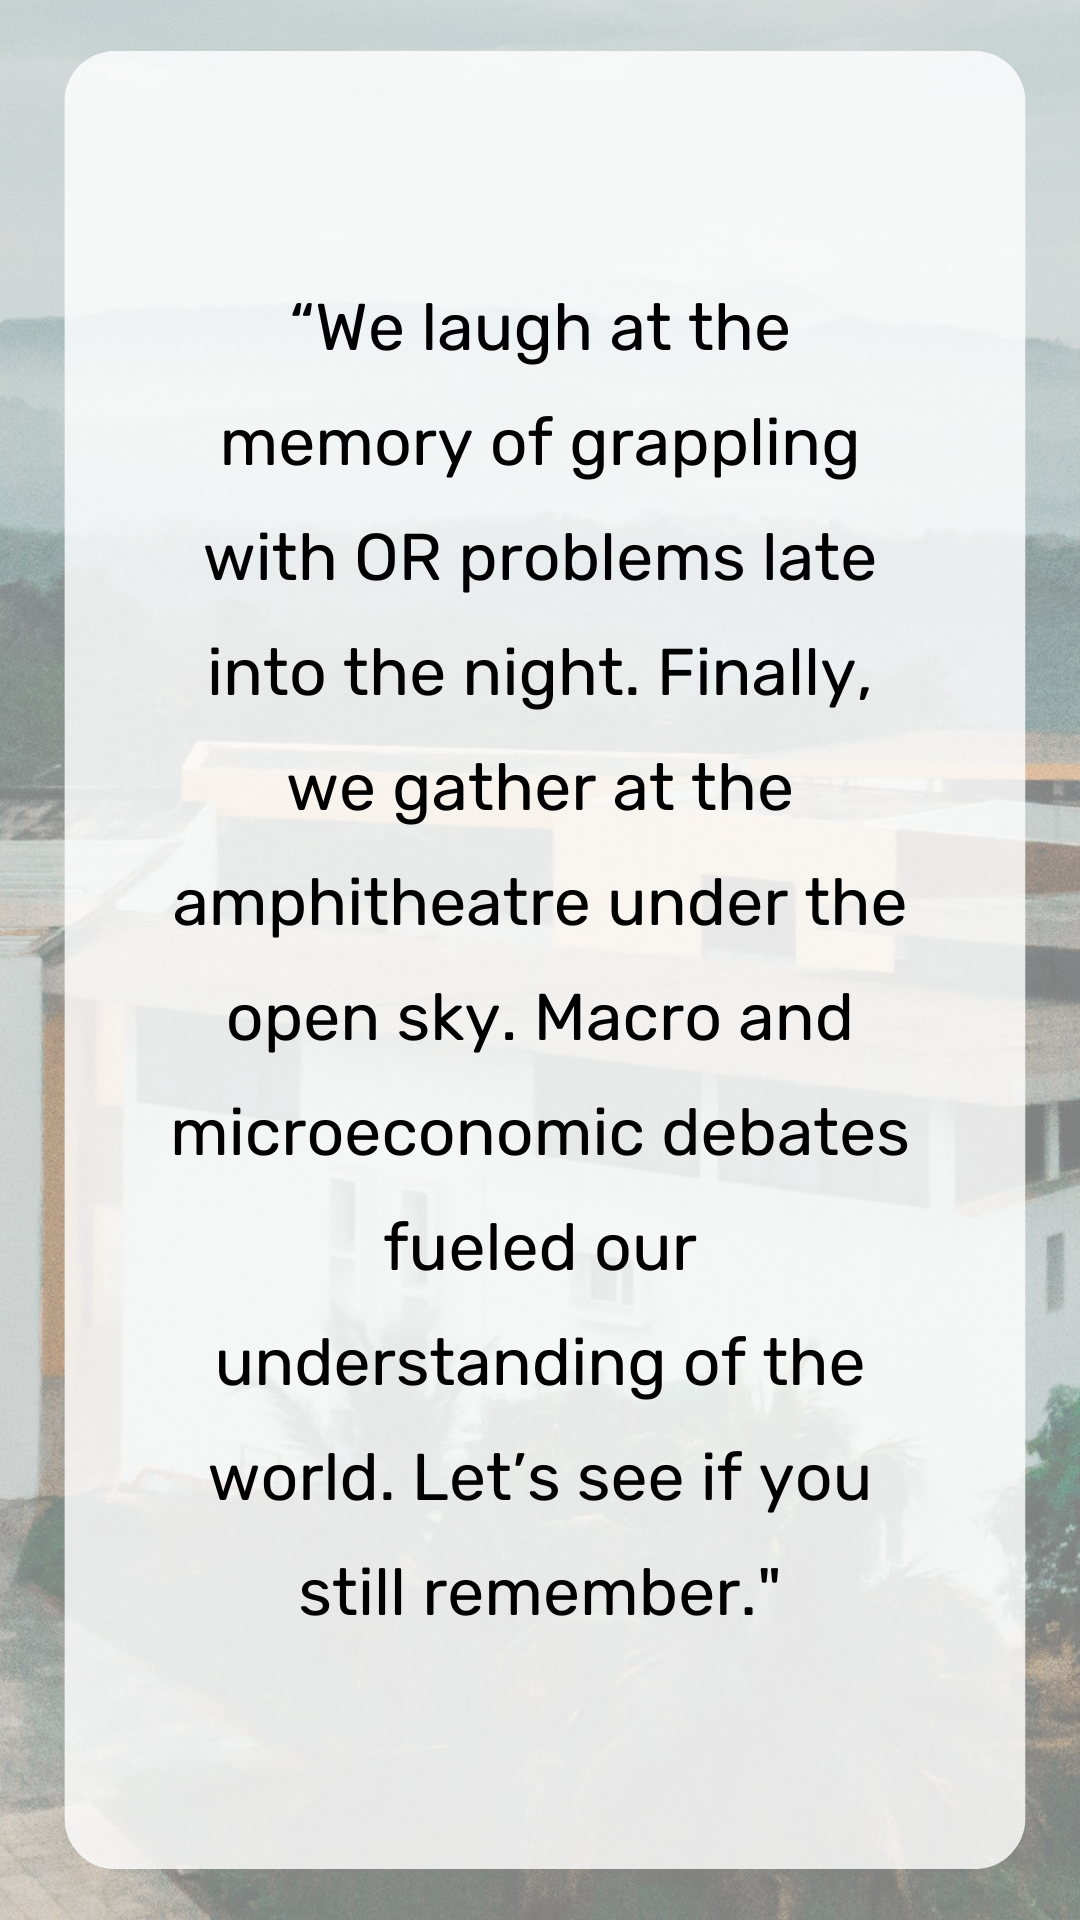 “We laugh at the
memory of grappling
with OR problems late
into the night. Finally,
we gather at the
amphitheatre under the
open sky. Macro and
microeconomic debates
fueled our
understanding of the
world. Let’s see if you
still remember."